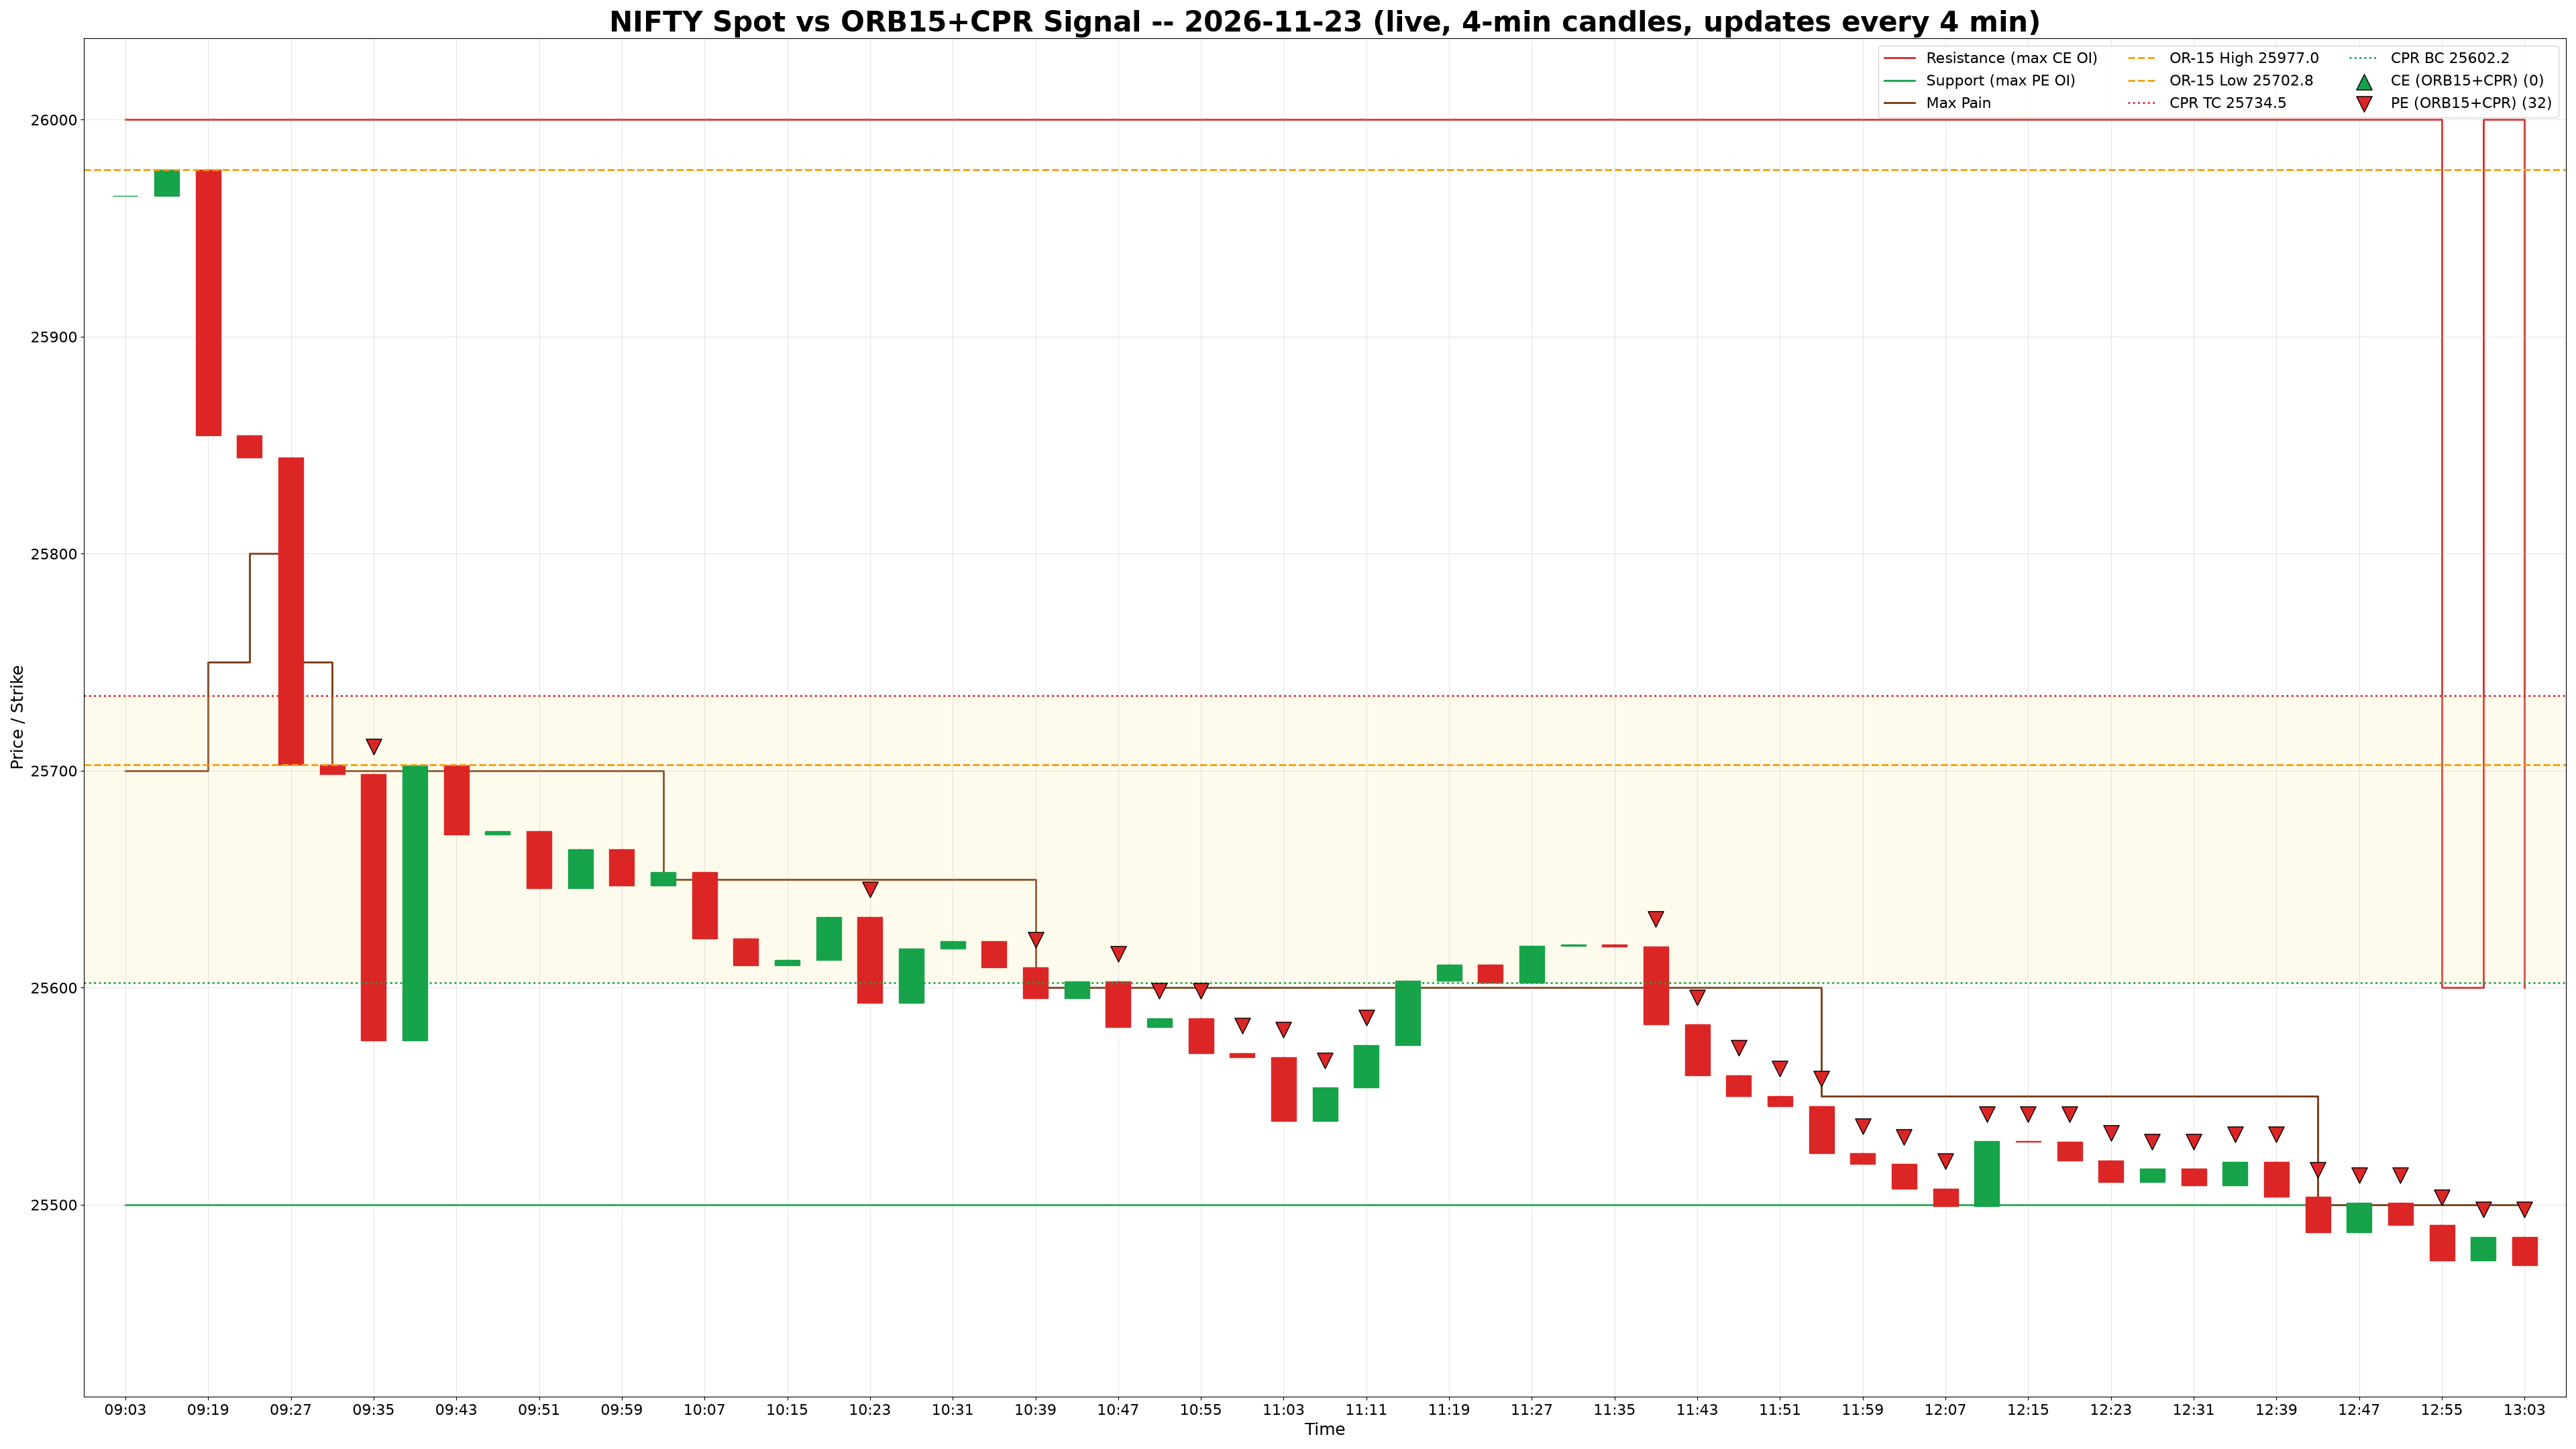 NIFTY Spot vs ORB15+CPR Signal -- 2026-11-23 (live, 4-min candles, updates every 4 min)
Resistance (max CE OI)
Support (max PE OI)
Max Pain
OR-15 High 25977.0
OR-15 Low 25702.8
CPR TC 25734.5
CPR BC 25602.2
CE (ORB15+CPR) (0)
PE (ORB15+CPR) (32)
Price / Strike
26000
25900
25800
25700
25600
25500
09:03 09:19 09:27 09:35 09:43 09:51 09:59 10:07 10:15 10:23 10:31 10:39 10:47 10:55 11:03 11:11 11:19 11:27 11:35 11:43 11:51 11:59 12:07 12:15 12:23 12:31 12:39 12:47 12:55 13:03
Time